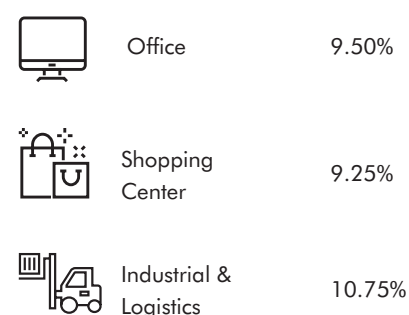 Office 9.50%
Shopping
Center 9.25%
Industrial &
Logistics 10.75%